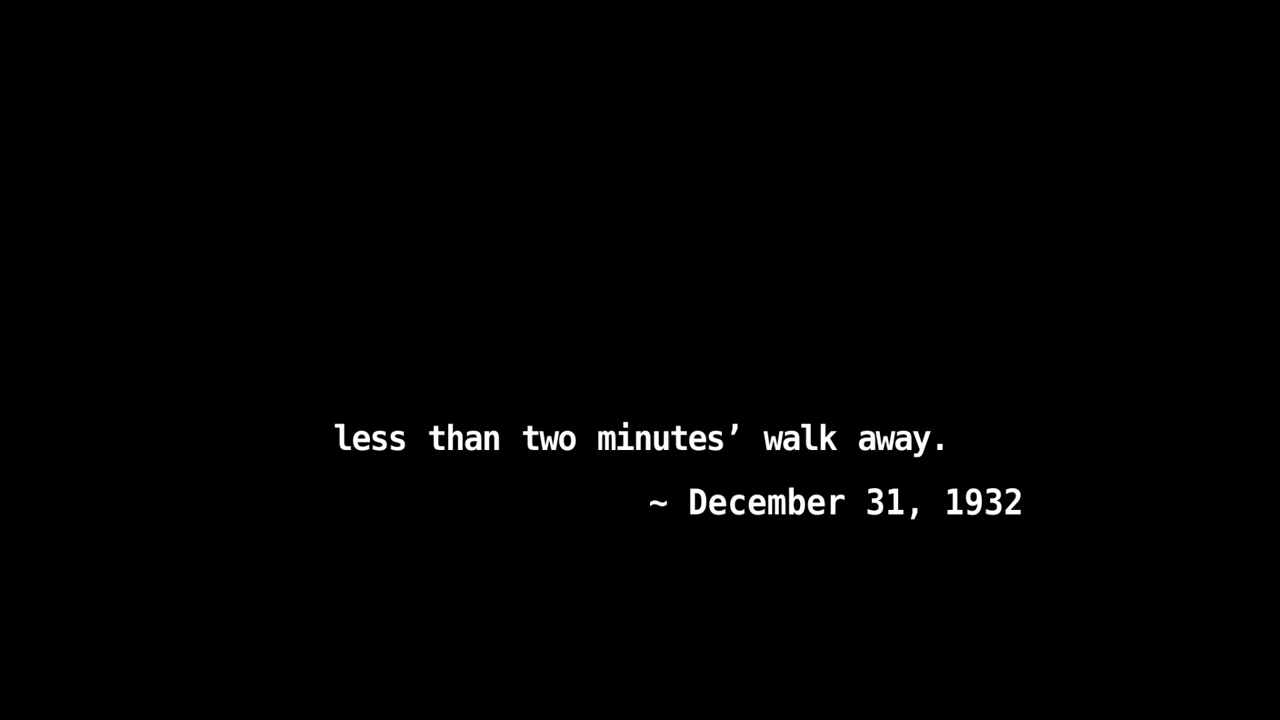 less than two minutes’ walk away.
~ December 31, 1932